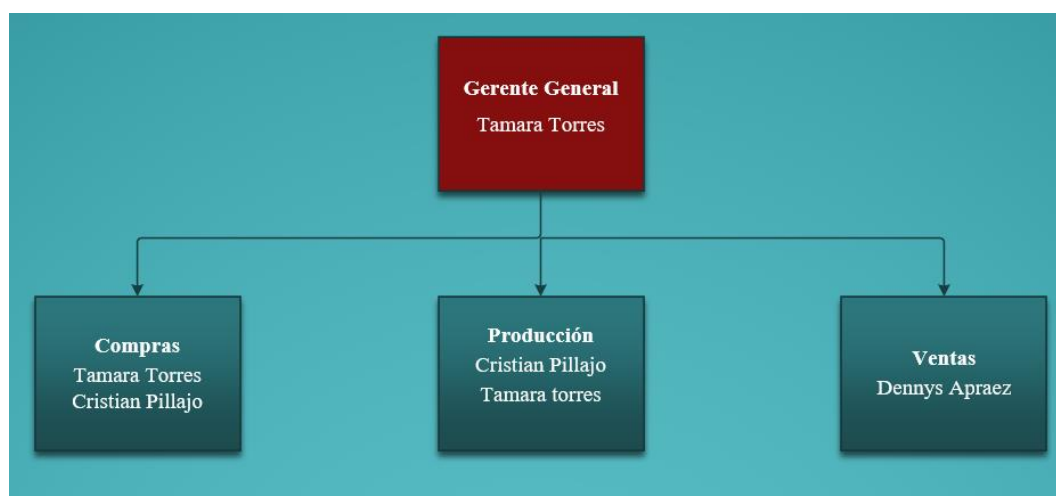 Gerente General
Tamara Torres
Compras
Tamara Torres
Cristian Pillajo
Producción
Cristian Pillajo
Tamara torres
Ventas
Dennys Apraez